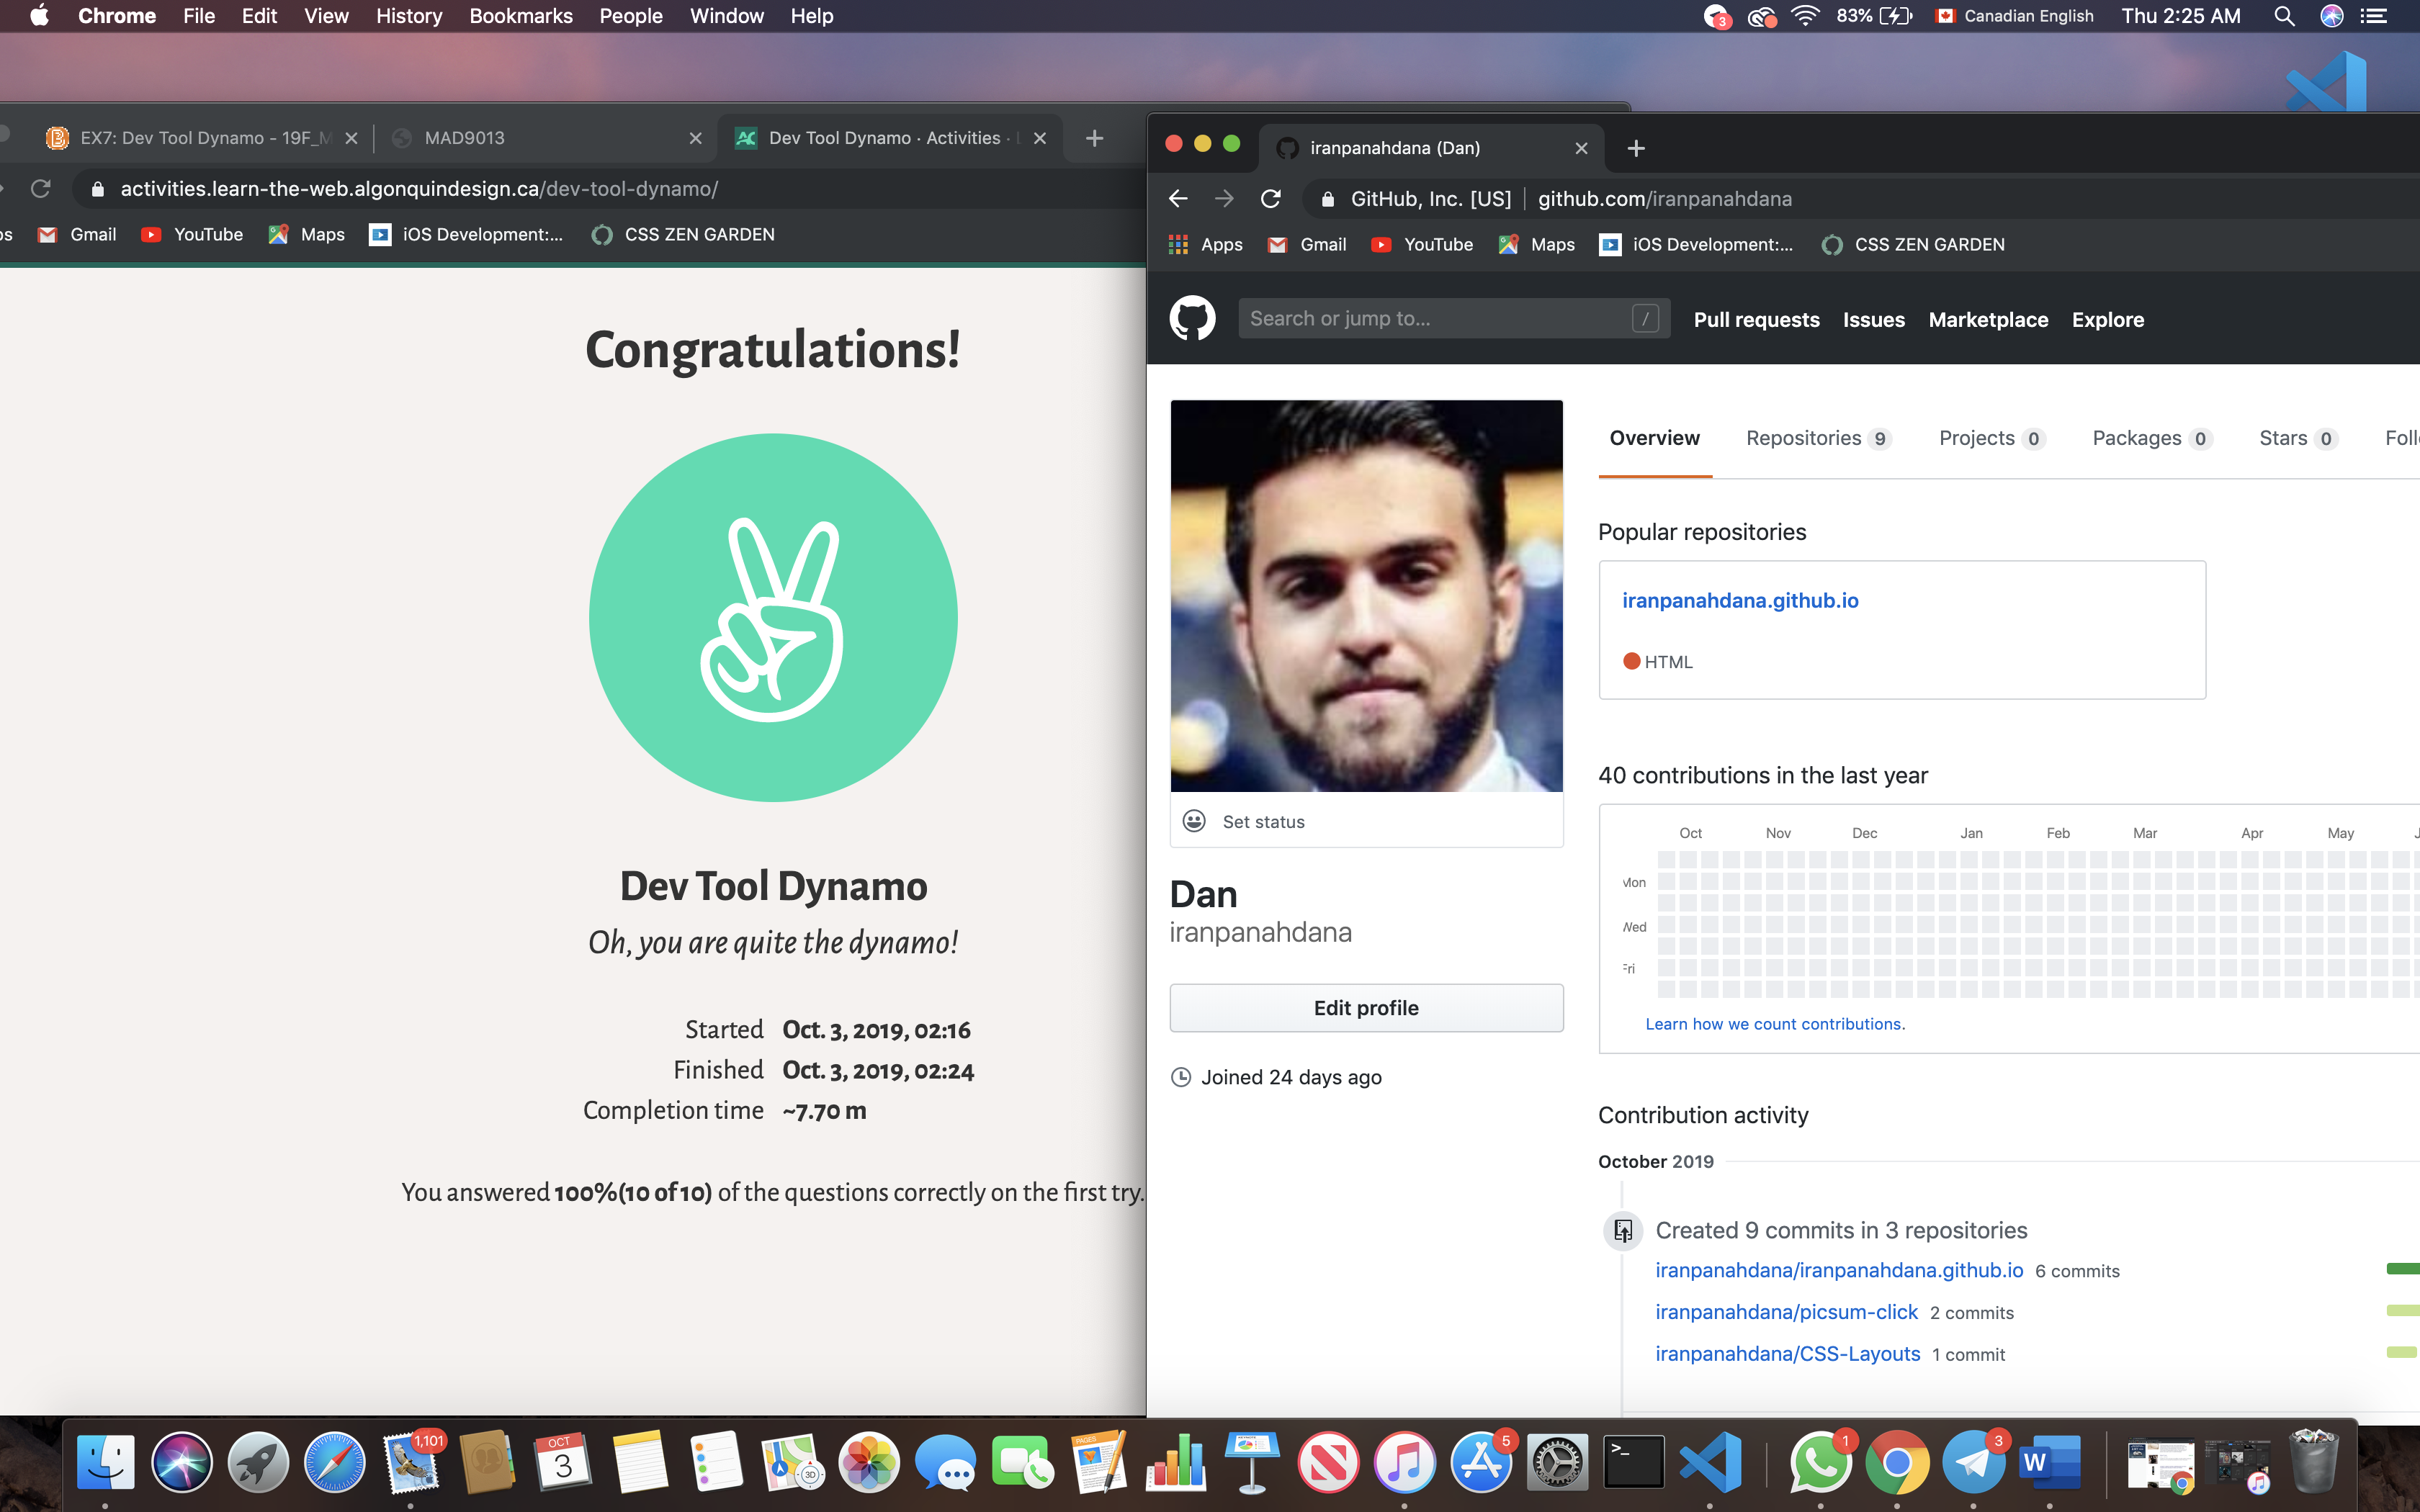 Chrome File Edit View History Bookmarks People Window Help
3 83% Canadian English Thu 2:25 AM
EX7: Dev Tool Dynamo - 19F_M
MAD9013
Dev Tool Dynamo · Activities ·
activities.learn-the-web.algonquindesign.ca/dev-tool-dynamo/
Gmail YouTube Maps iOS Development:... CSS ZEN GARDEN
Congratulations!
Dev Tool Dynamo
Oh, you are quite the dynamo!
Started Oct. 3, 2019, 02:16
Finished Oct. 3, 2019, 02:24
Completion time ~7.70 m
You answered 100%(10 of 10) of the questions correctly on the first try.
iranpanahdana (Dan)
GitHub, Inc. [US] github.com/iranpanahdana
Apps Gmail YouTube Maps iOS Development:... CSS ZEN GARDEN
Search or jump to... /
Pull requests Issues Marketplace Explore
Set status
Dan
iranpanahdana
Edit profile
Joined 24 days ago
Overview Repositories 9 Projects 0 Packages 0 Stars 0 Foll
Popular repositories
iranpanahdana.github.io
HTML
40 contributions in the last year
Oct Nov Dec Jan Feb Mar Apr May J
Mon
Wed
Fri
Learn how we count contributions.
Contribution activity
October 2019
Created 9 commits in 3 repositories
iranpanahdana/iranpanahdana.github.io 6 commits
iranpanahdana/picsum-click 2 commits
iranpanahdana/CSS-Layouts 1 commit
1,101
OCT
3
3D
PAGES
5
>_
1
3
W